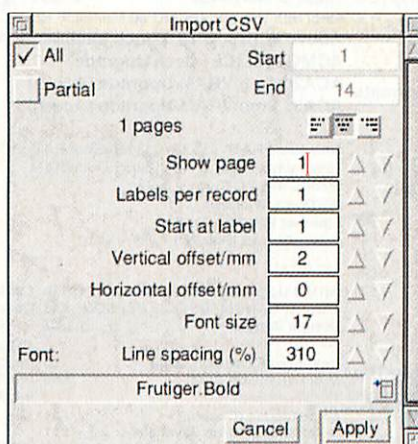 Import CSV
All Start 1
Partial End 14
1 pages
Show page 1
Labels per record 1
Start at label 1
Vertical offset/mm 2
Horizontal offset/mm 0
Font size 17
Font: Line spacing (%) 310
Frutiger.Bold
Cancel Apply